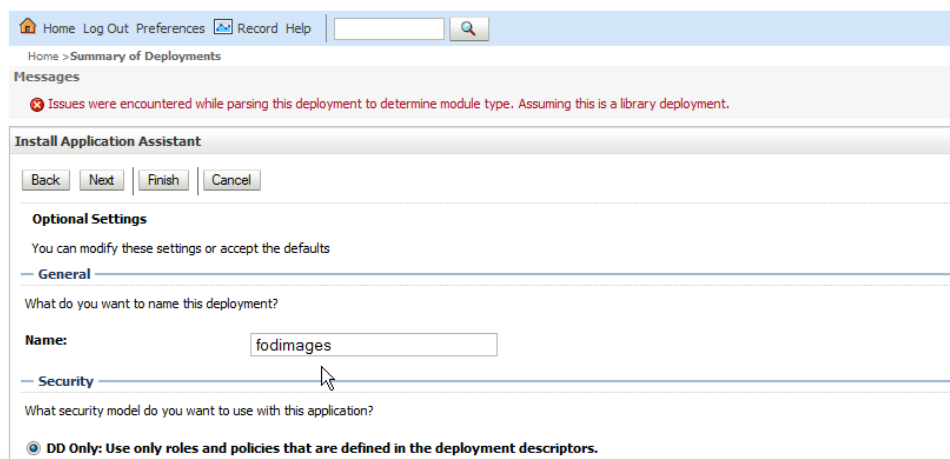 Home Log Out Preferences Record Help
Home >Summary of Deployments
Messages
Issues were encountered while parsing this deployment to determine module type. Assuming this is a library deployment.
Install Application Assistant
Back Next Finish Cancel
Optional Settings
You can modify these settings or accept the defaults
General
What do you want to name this deployment?
Name: fodimages
Security
What security model do you want to use with this application?
DD Only: Use only roles and policies that are defined in the deployment descriptors.